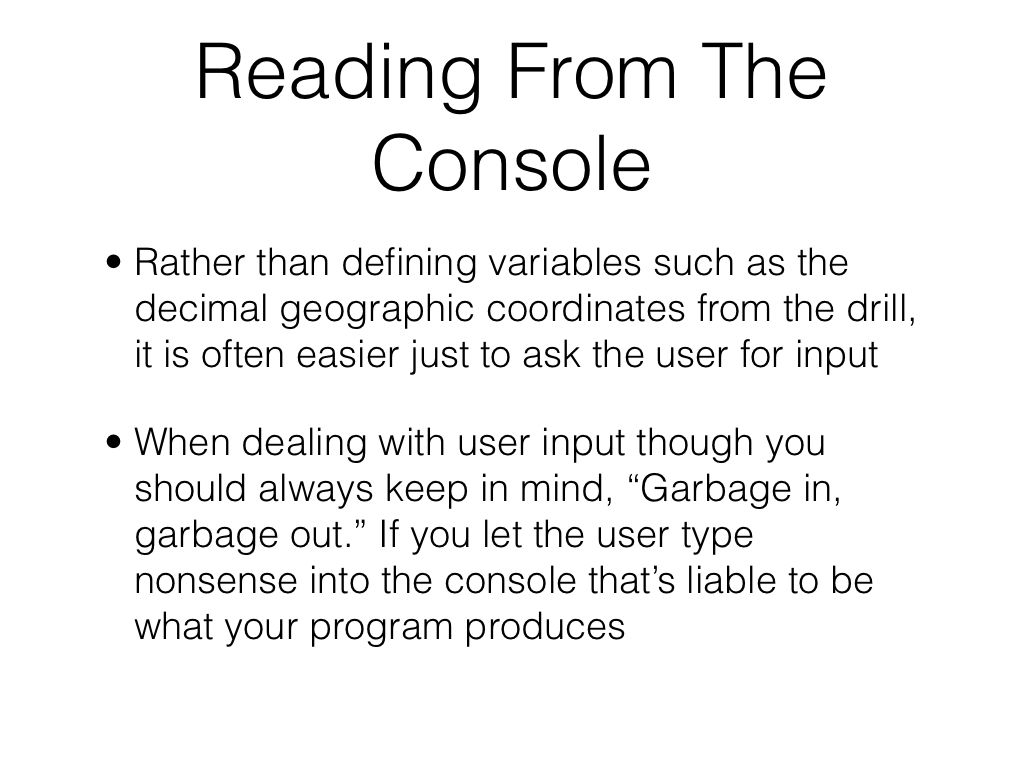 Reading From The
Console
• Rather than defining variables such as the
decimal geographic coordinates from the drill,
it is often easier just to ask the user for input
• When dealing with user input though you
should always keep in mind, “Garbage in,
garbage out.” If you let the user type
nonsense into the console that’s liable to be
what your program produces